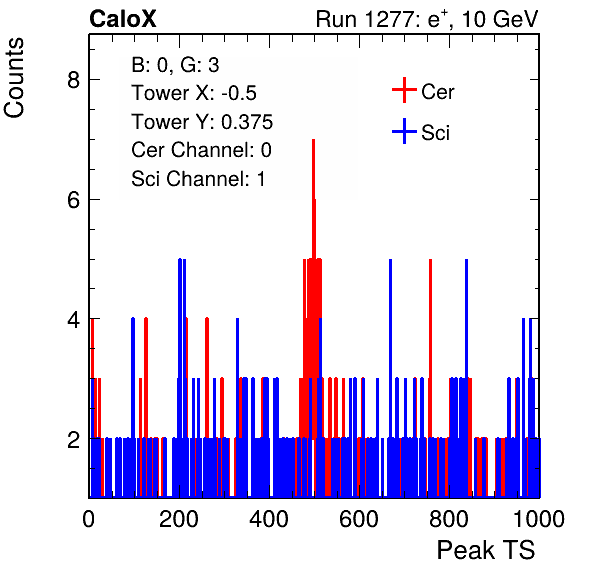 CaloX
Run 1277: e⁺, 10 GeV
Counts
B: 0, G: 3
Tower X: -0.5
Tower Y: 0.375
Cer Channel: 0
Sci Channel: 1
Cer
Sci
8
6
4
2
0 200 400 600 800 1000
Peak TS